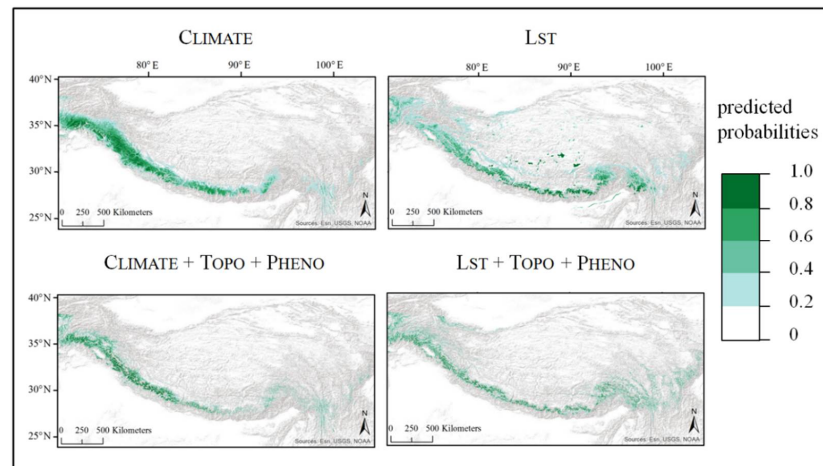 CLIMATE
LST
80° E 90° E 100° E
80° E 90° E 100° E
40°N
35°N
30°N
25°N
N
0 250 500 Kilometers
Sources: Esri, USGS, NOAA
N
0 250 500 Kilometers
Sources: Esri, USGS, NOAA
predicted
probabilities
1.0
0.8
0.6
0.4
0.2
0
CLIMATE + TOPO + PHENO
LST + TOPO + PHENO
40°N
35°N
30°N
25°N
N
0 250 500 Kilometers
Sources: Esri, USGS, NOAA
N
0 250 500 Kilometers
Sources: Esri, USGS, NOAA